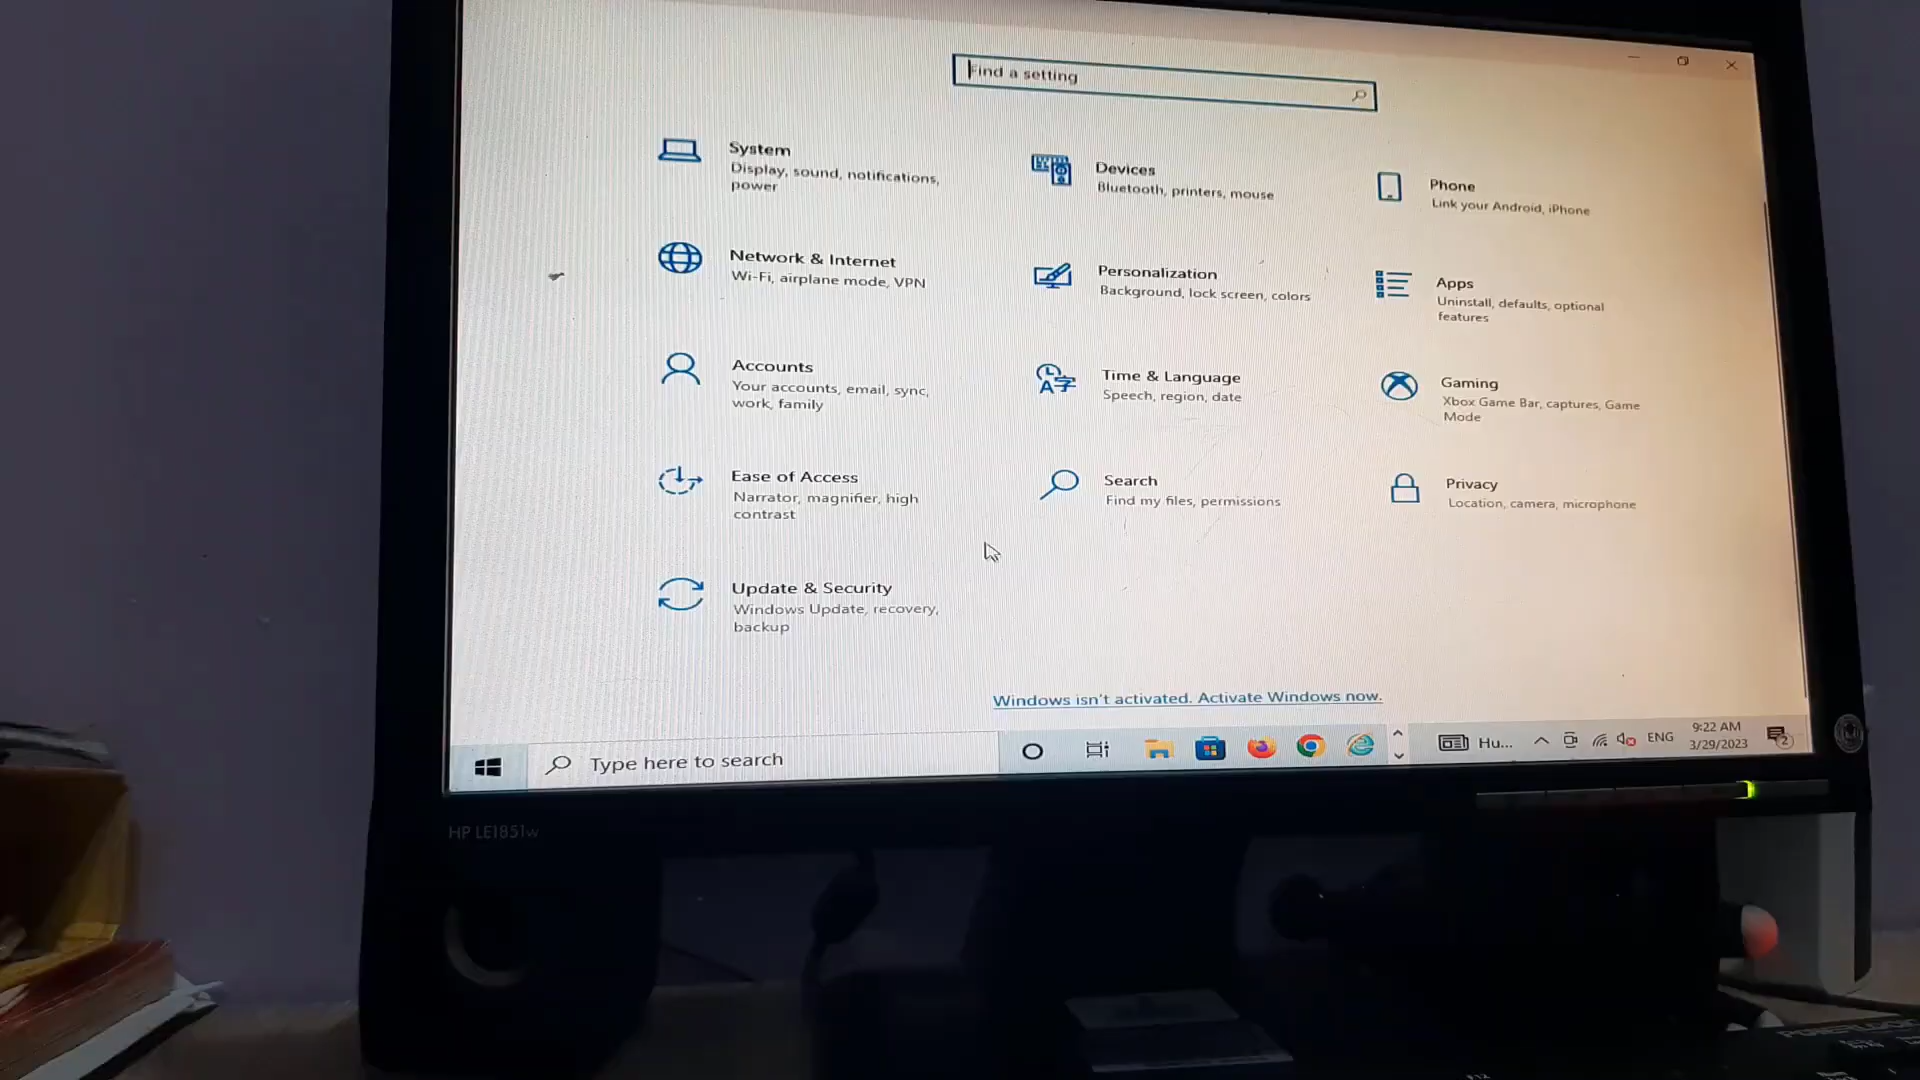 Find a setting
System
Display, sound, notifications,
power
Devices
Bluetooth, printers, mouse
Phone
Link your Android, iPhone
Network & Internet
Wi-Fi, airplane mode, VPN
Personalization
Background, lock screen, colors
Apps
Uninstall, defaults, optional
features
Accounts
Your accounts, email, sync,
work, family
Time & Language
Speech, region, date
Gaming
Xbox Game Bar, captures, Game
Mode
Ease of Access
Narrator, magnifier, high
contrast
Search
Find my files, permissions
Privacy
Location, camera, microphone
Update & Security
Windows Update, recovery,
backup
Windows isn't activated. Activate Windows now.
Type here to search
Hu...
ENG
9:22 AM
3/29/2023
2
HP LE1851w